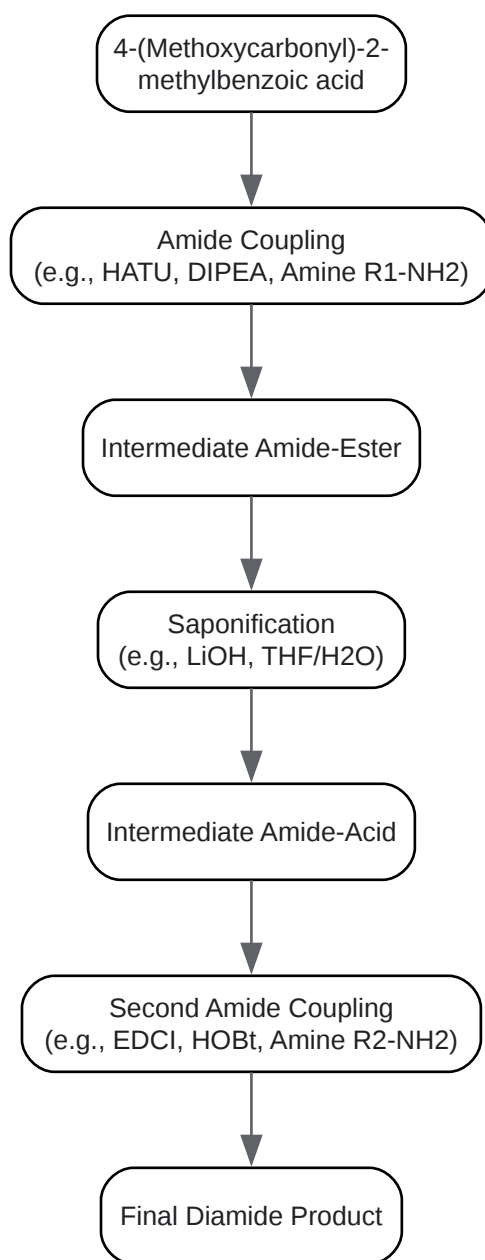 4-(Methoxycarbonyl)-2-
methylbenzoic acid
Amide Coupling
(e.g., HATU, DIPEA, Amine R1-NH2)
Intermediate Amide-Ester
Saponification
(e.g., LiOH, THF/H2O)
Intermediate Amide-Acid
Second Amide Coupling
(e.g., EDCI, HOBt, Amine R2-NH2)
Final Diamide Product